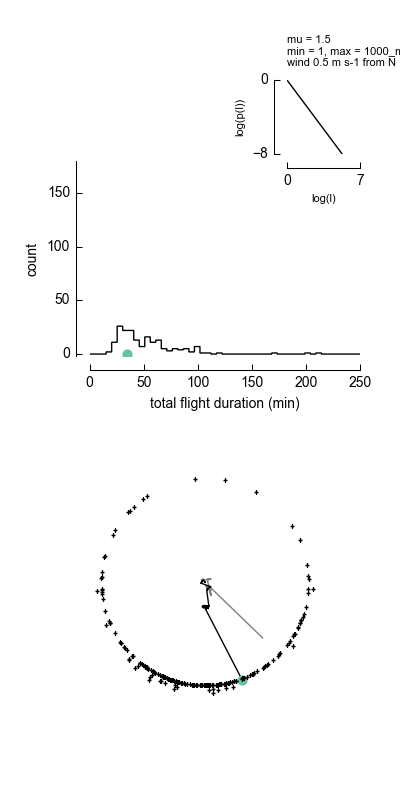 mu = 1.5
min = 1, max = 1000_m
wind 0.5 m s-1 from N
0
log(p(l))
−8
0 7
log(l)
150
100
count
50
0
0 50 100 150 200 250
total flight duration (min)